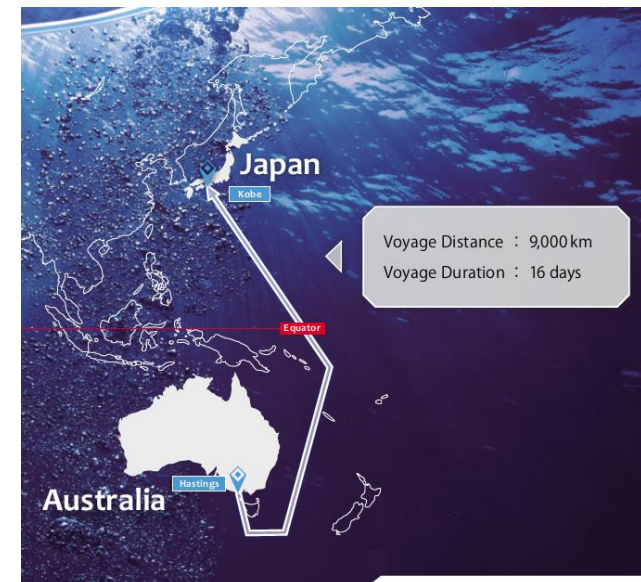 Japan
Kobe
Voyage Distance : 9,000 km
Voyage Duration : 16 days
Equator
Hastings
Australia